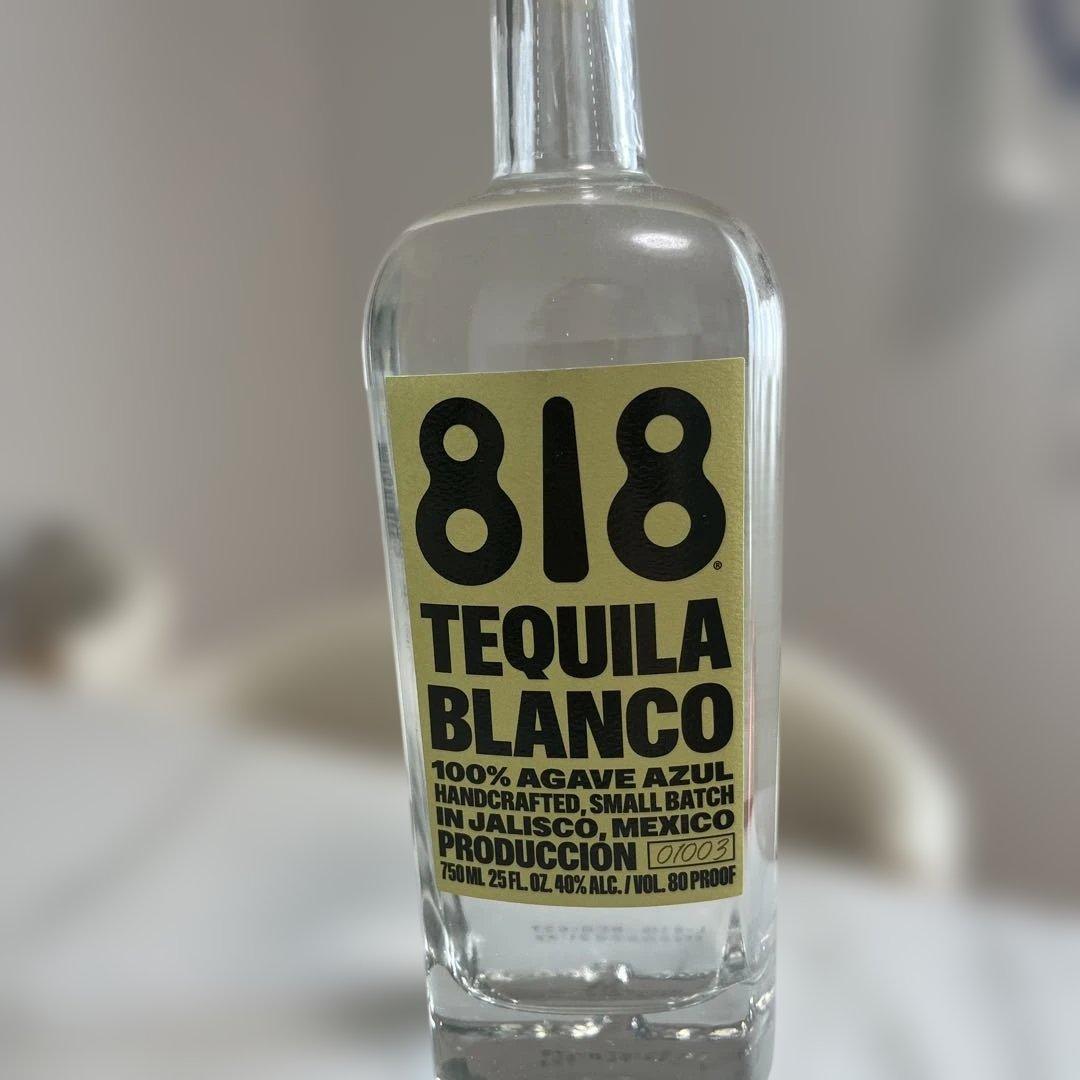 818®
TEQUILA
BLANCO
100% AGAVE AZUL
HANDCRAFTED, SMALL BATCH
IN JALISCO, MEXICO
PRODUCCIÓN 01003
750 ML 25 FL. OZ. 40% ALC. / VOL. 80 PROOF